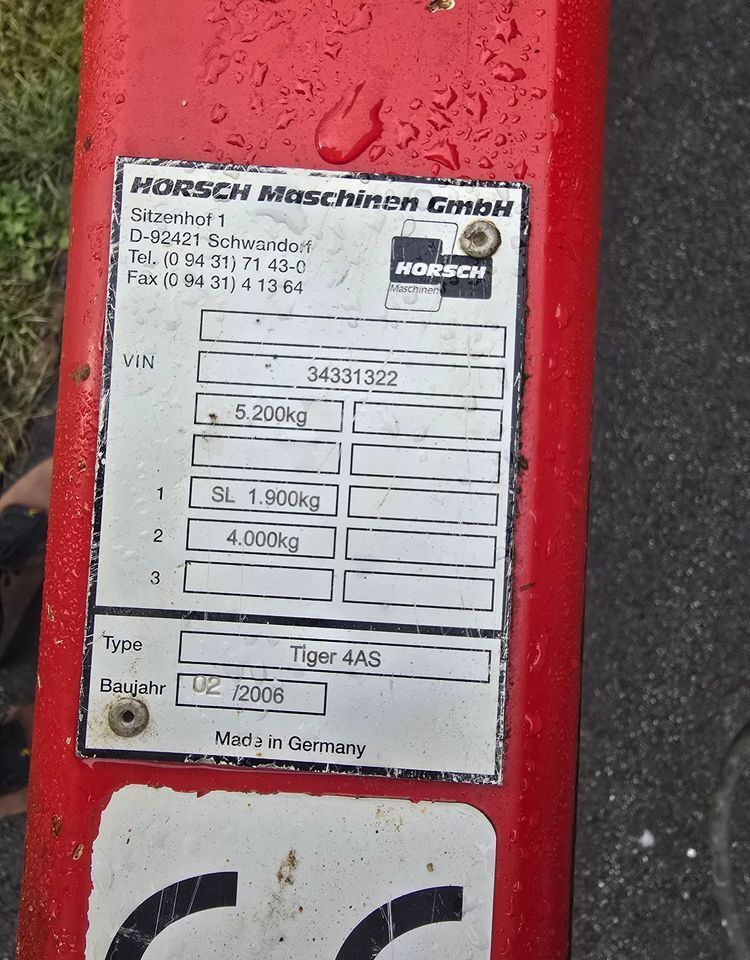 HORSCH Maschinen GmbH
Sitzenhof 1
D-92421 Schwandorf
Tel. (0 94 31) 71 43-0
Fax (0 94 31) 4 13 64
HORSCH
Maschinen
VIN
34331322
5.200kg
1 SL 1.900kg
2 4.000kg
3
Type Tiger 4AS
Baujahr 02 /2006
Made in Germany
CE